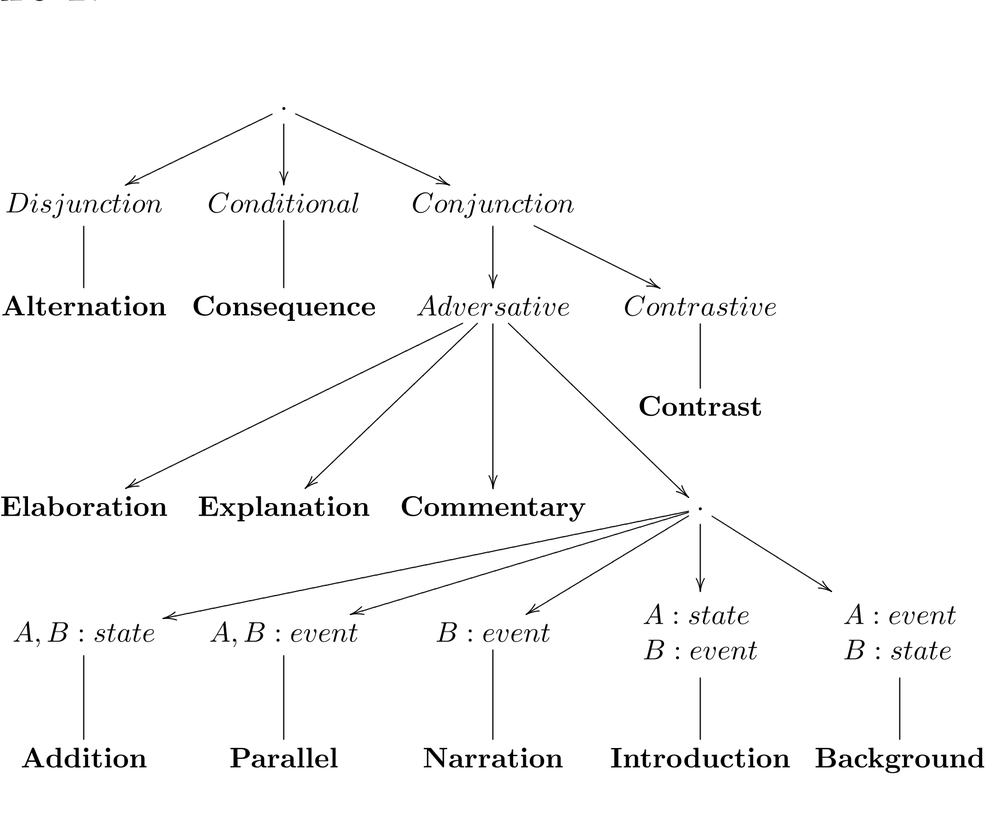 .
Disjunction Conditional Conjunction
Alternation Consequence Adversative Contrastive
Contrast
Elaboration Explanation Commentary .
A, B : state A, B : event B : event A : state A : event
B : event B : state
Addition Parallel Narration Introduction Background